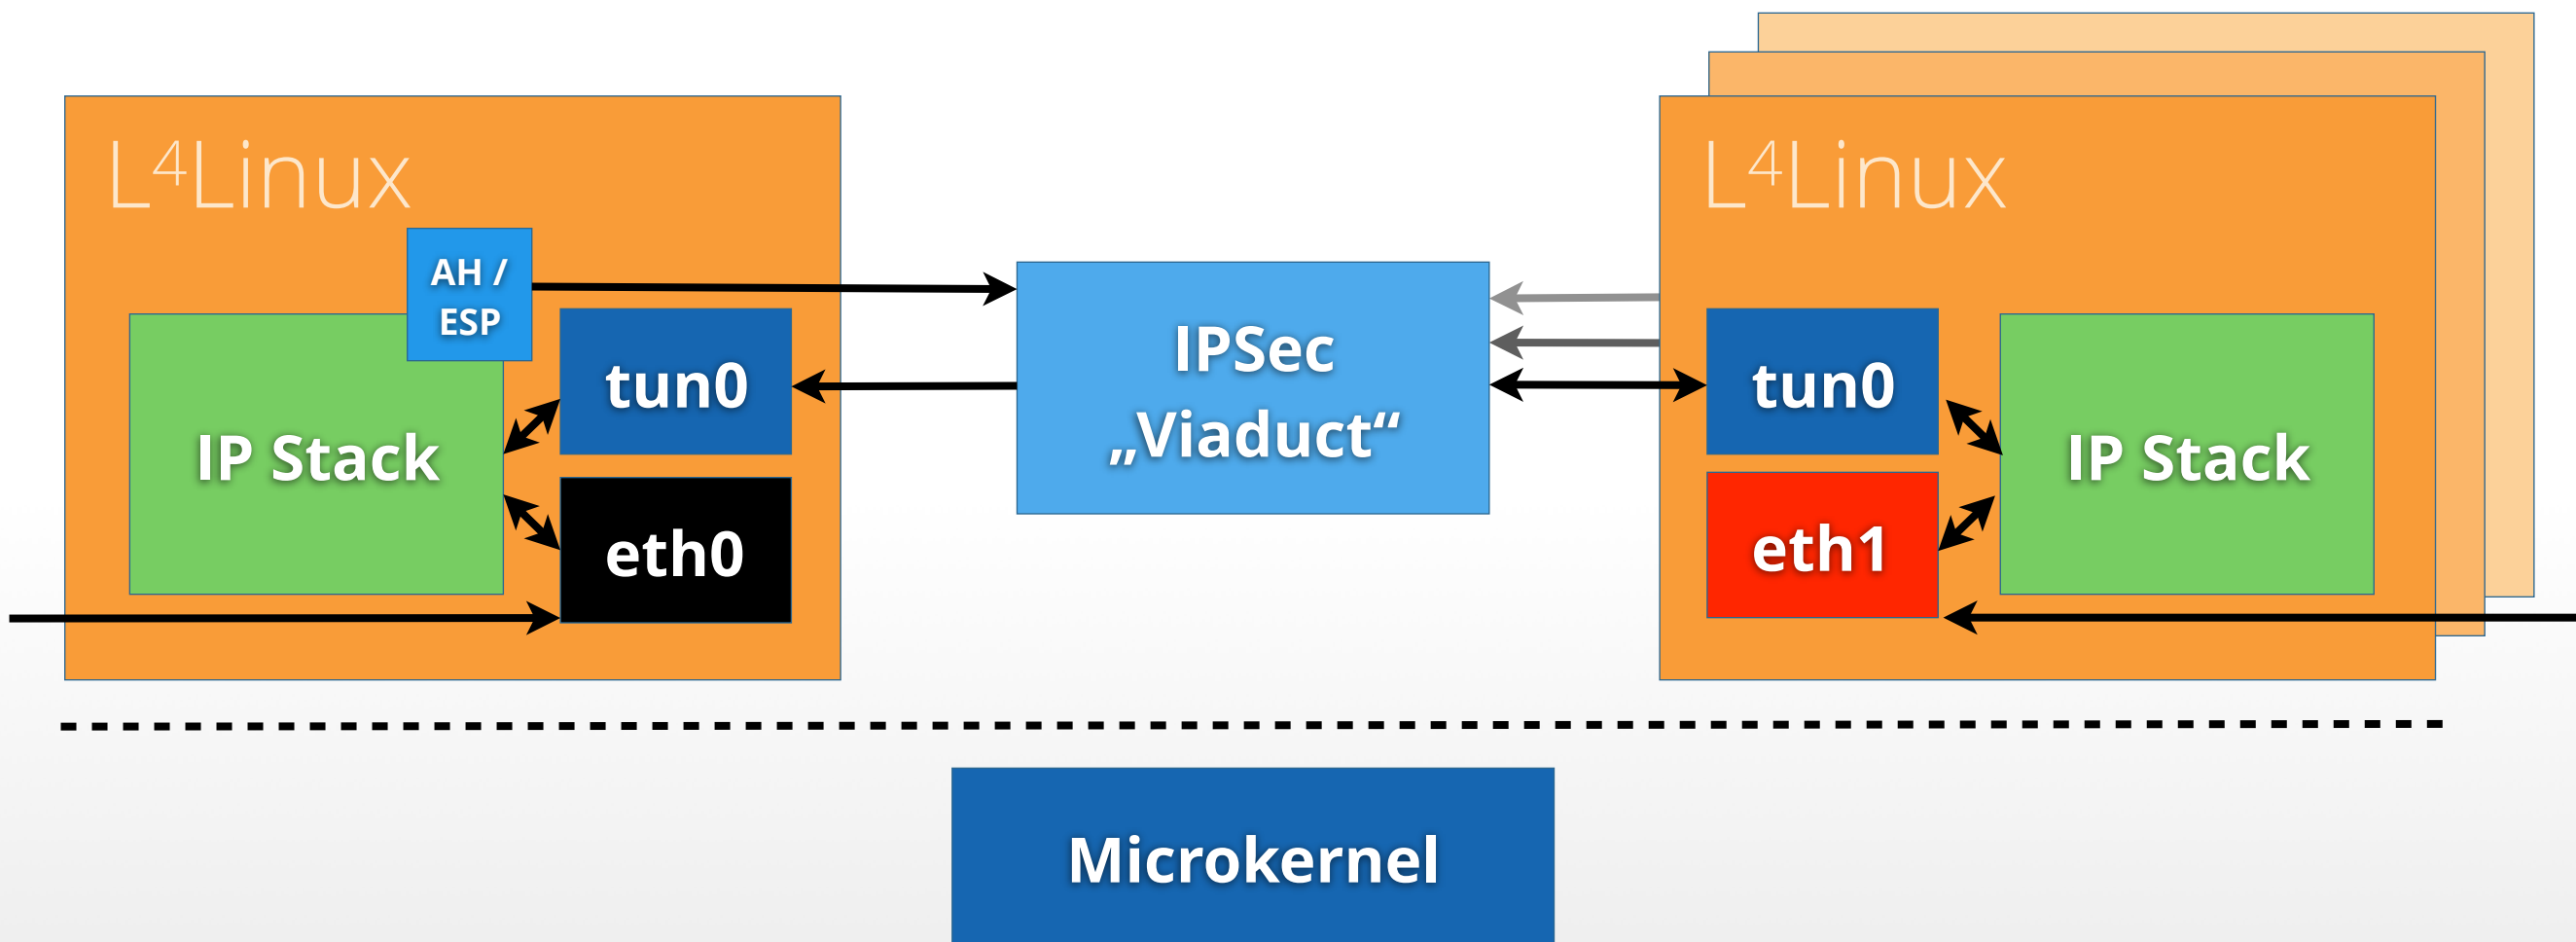 L⁴Linux
AH /
ESP
tun0
IP Stack
eth0
IPSec
„Viaduct“
L⁴Linux
tun0
IP Stack
eth1
Microkernel